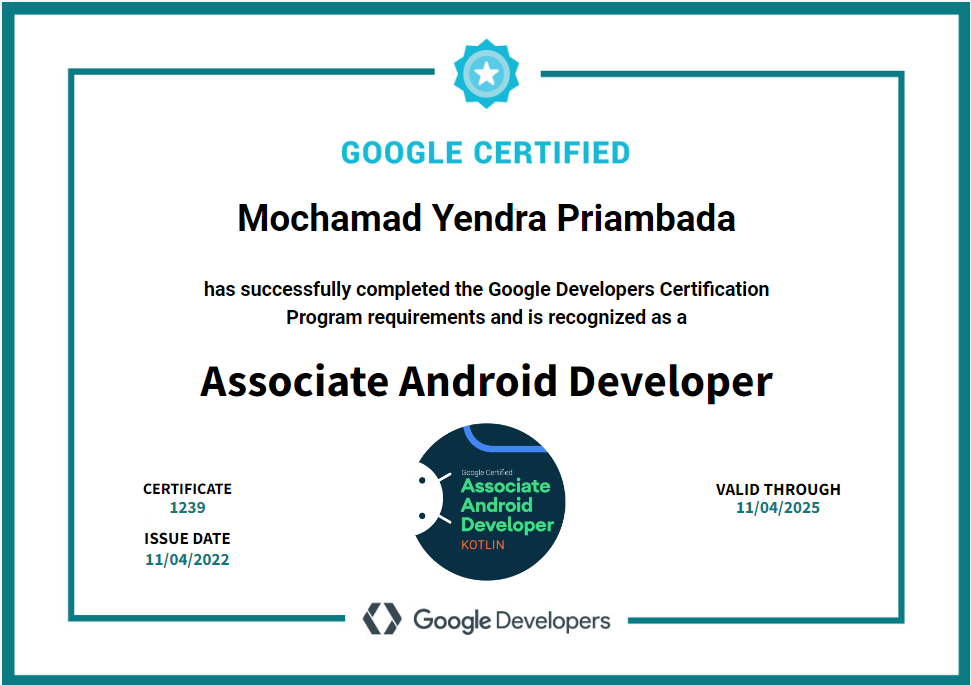 GOOGLE CERTIFIED
Mochamad Yendra Priambada
has successfully completed the Google Developers Certification
Program requirements and is recognized as a
Associate Android Developer
CERTIFICATE
1239
ISSUE DATE
11/04/2022
Google Certified
Associate
Android
Developer
KOTLIN
VALID THROUGH
11/04/2025
Google Developers